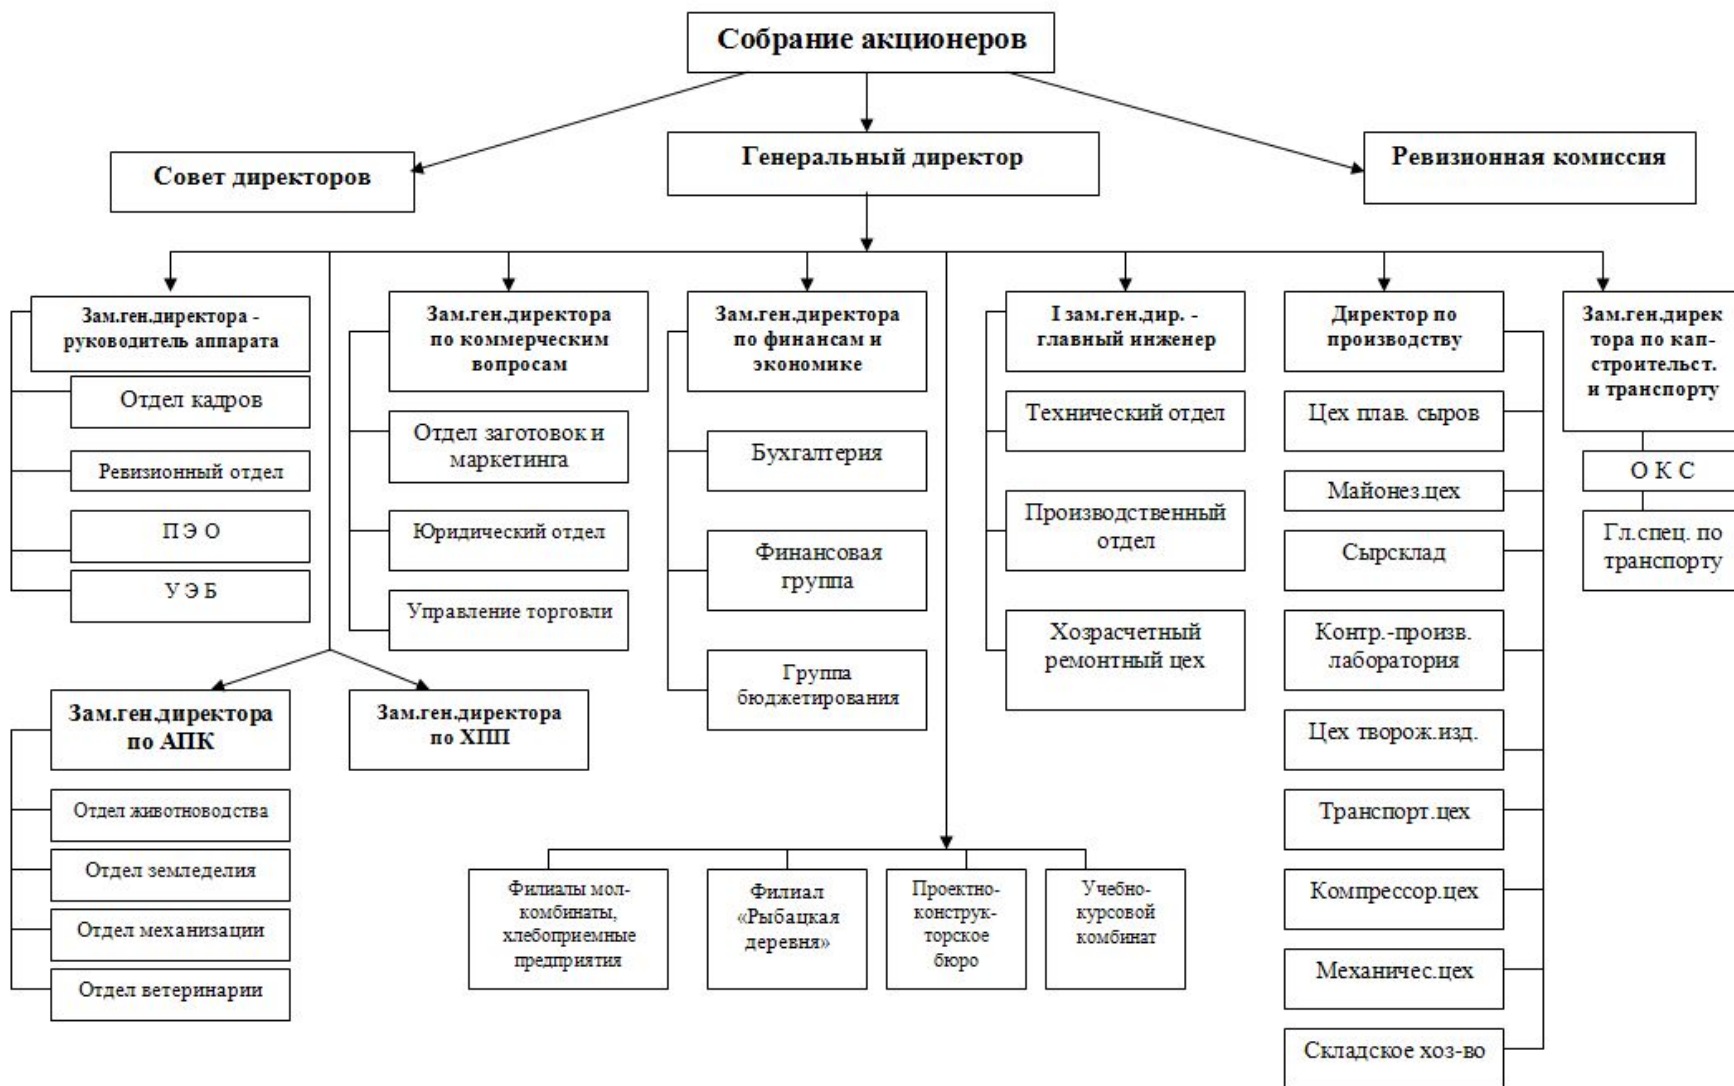 Собрание акционеров
Совет директоров
Генеральный директор
Ревизионная комиссия
Зам.ген.директора -
руководитель аппарата
Отдел кадров
Ревизионный отдел
П Э О
У Э Б
Зам.ген.директора
по коммерческим
вопросам
Отдел заготовок и
маркетинга
Юридический отдел
Управление торговли
Зам.ген.директора
по финансам и
экономике
Бухгалтерия
Финансовая
группа
Группа
бюджетирования
I зам.ген.дир. -
главный инженер
Технический отдел
Производственный
отдел
Хозрасчетный
ремонтный цех
Директор по
производству
Цех плав. сыров
Майонез.цех
Сырсклад
Контр.-произв.
лаборатория
Цех творож.изд.
Транспорт.цех
Компрессор.цех
Механичес.цех
Складское хоз-во
Зам.ген.дирек
тора по кап-
строительст.
и транспорту
О К С
Гл.спец. по
транспорту
Зам.ген.директора
по АПК
Отдел животноводства
Отдел земледелия
Отдел механизации
Отдел ветеринарии
Зам.ген.директора
по ХПП
Филиалы мол-
комбинаты,
хлебоприемные
предприятия
Филиал
«Рыбацкая
деревня»
Проектно-
конструк-
торское
бюро
Учебно-
курсовой
комбинат